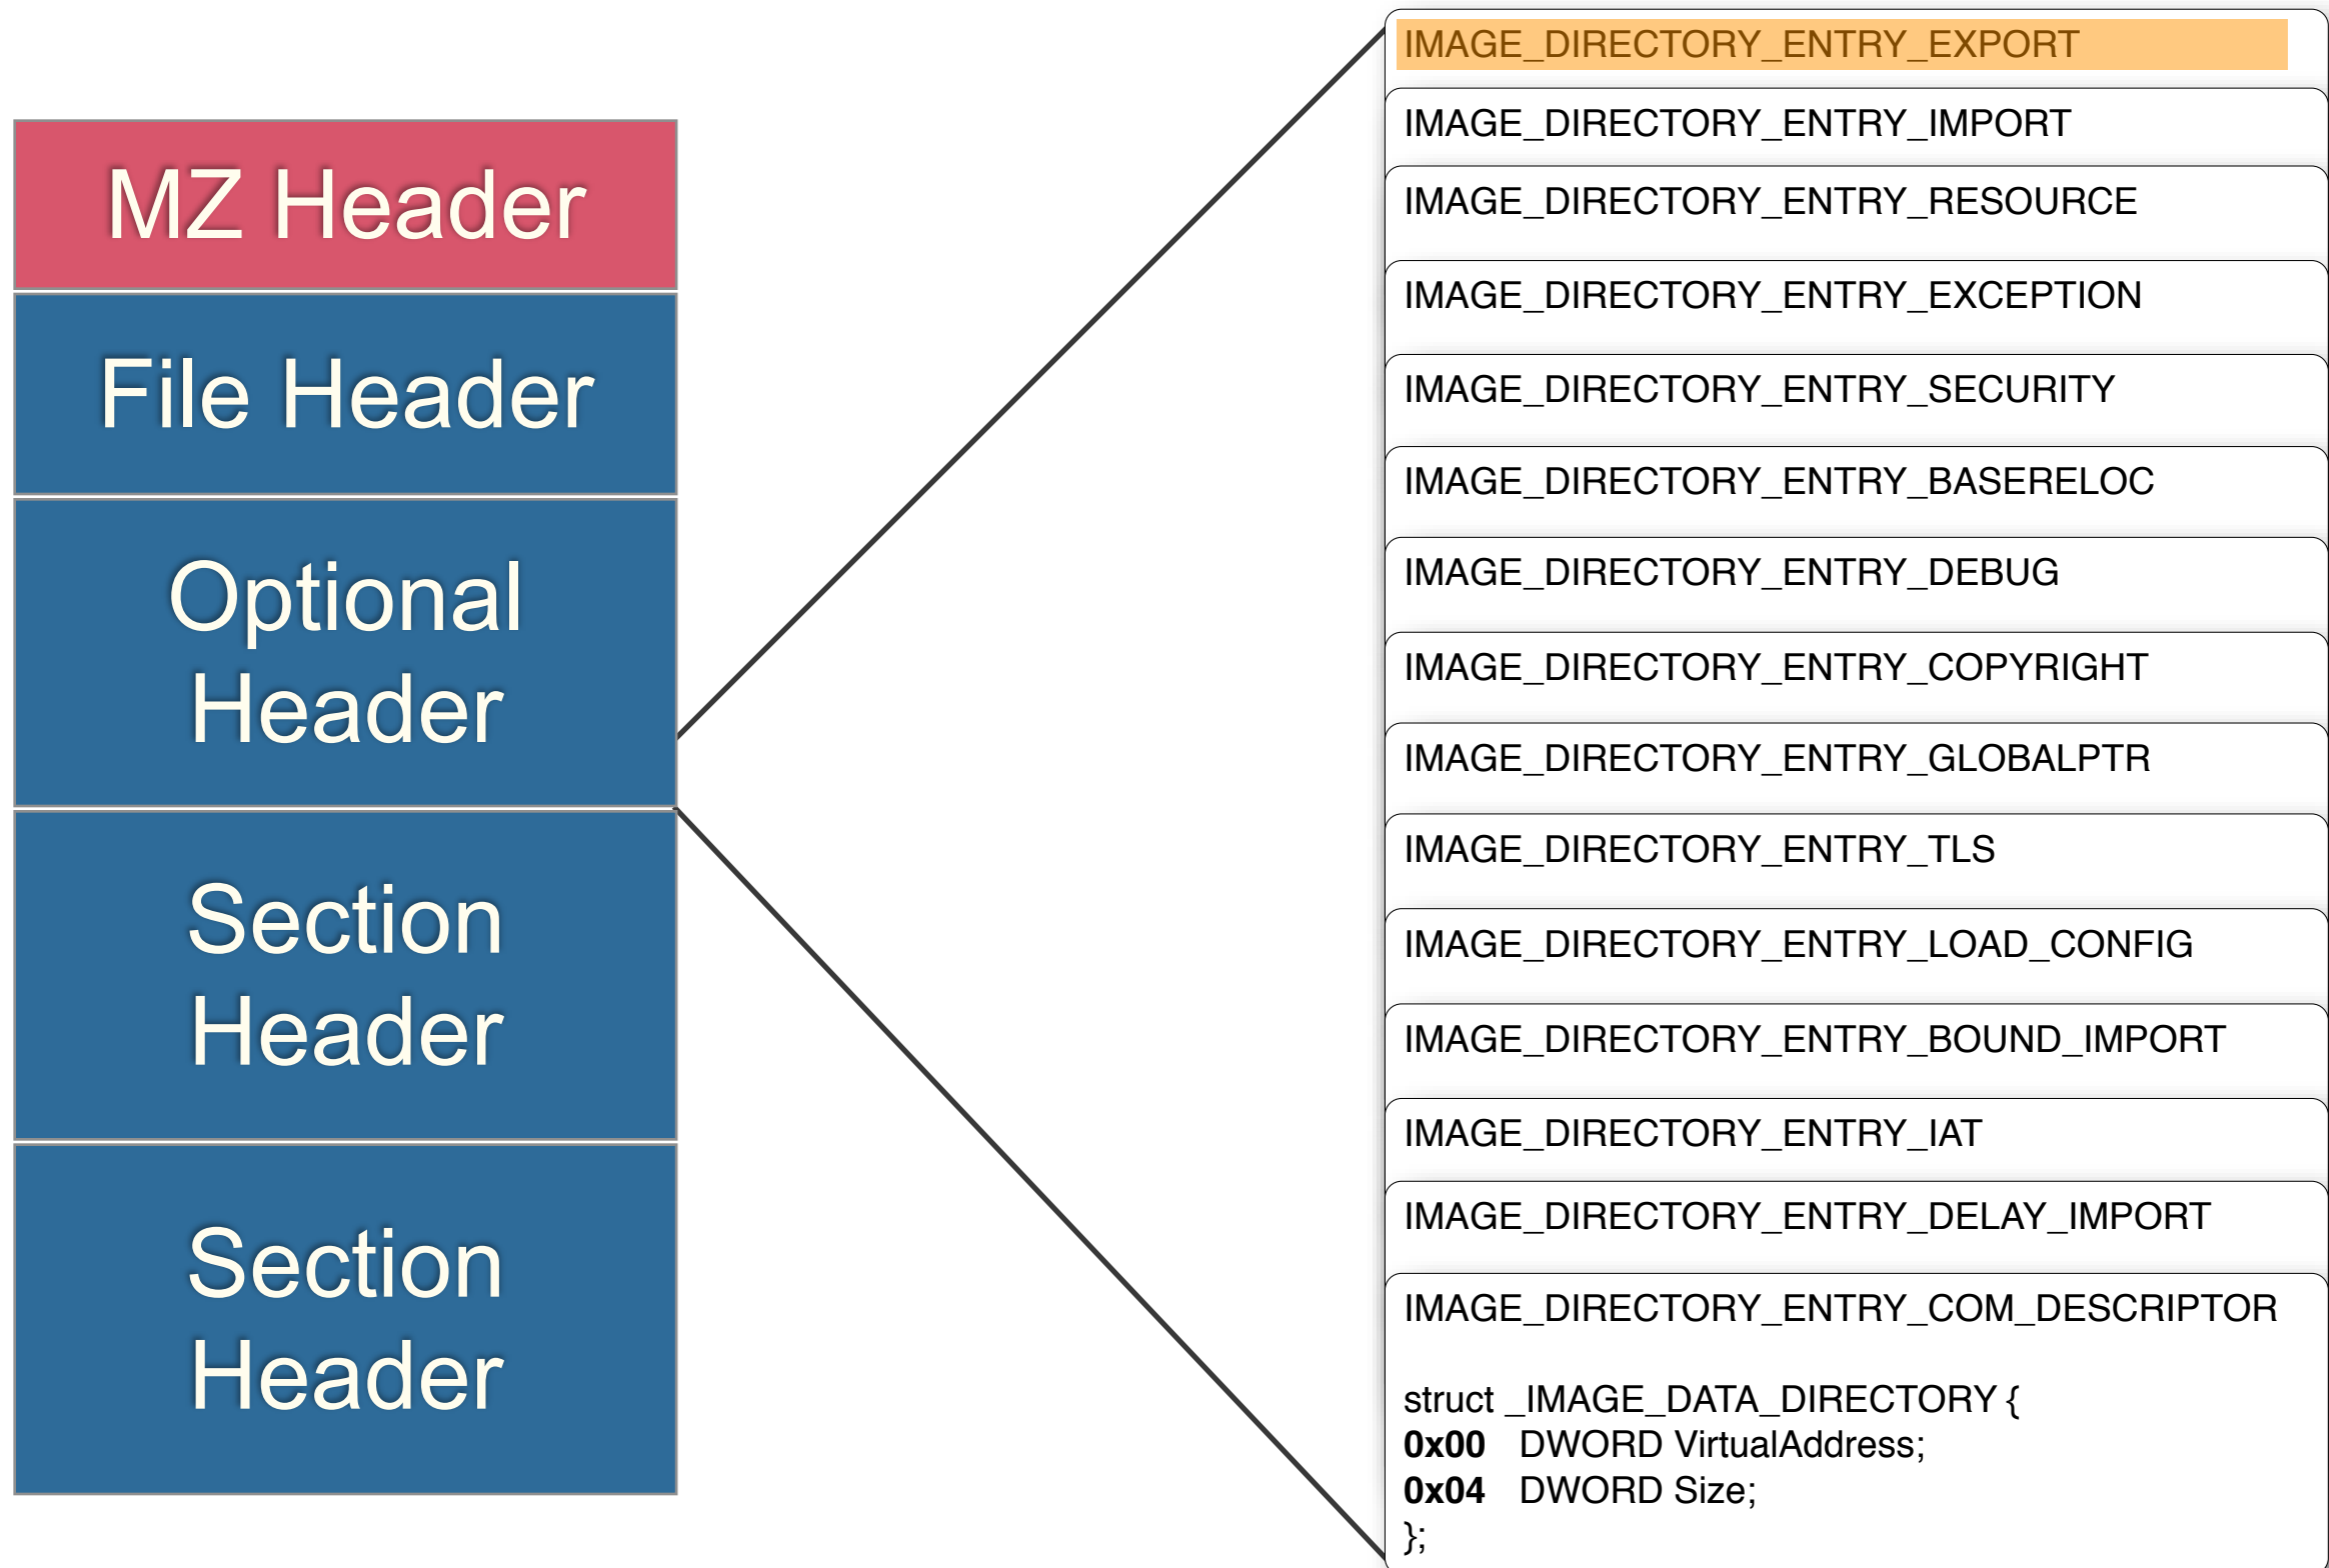 MZ Header
File Header
Optional
Header
Section
Header
Section
Header
IMAGE_DIRECTORY_ENTRY_EXPORT
IMAGE_DIRECTORY_ENTRY_IMPORT
IMAGE_DIRECTORY_ENTRY_RESOURCE
IMAGE_DIRECTORY_ENTRY_EXCEPTION
IMAGE_DIRECTORY_ENTRY_SECURITY
IMAGE_DIRECTORY_ENTRY_BASERELOC
IMAGE_DIRECTORY_ENTRY_DEBUG
IMAGE_DIRECTORY_ENTRY_COPYRIGHT
IMAGE_DIRECTORY_ENTRY_GLOBALPTR
IMAGE_DIRECTORY_ENTRY_TLS
IMAGE_DIRECTORY_ENTRY_LOAD_CONFIG
IMAGE_DIRECTORY_ENTRY_BOUND_IMPORT
IMAGE_DIRECTORY_ENTRY_IAT
IMAGE_DIRECTORY_ENTRY_DELAY_IMPORT
IMAGE_DIRECTORY_ENTRY_COM_DESCRIPTOR
struct _IMAGE_DATA_DIRECTORY {
0x00 DWORD VirtualAddress;
0x04 DWORD Size;
};